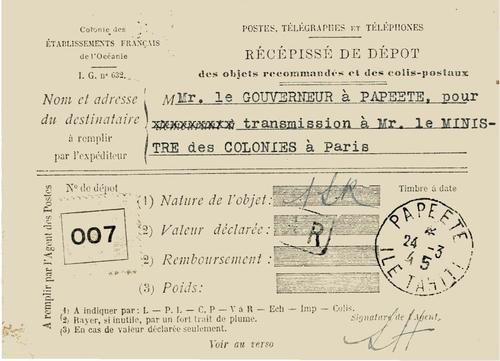 Colonie des
ÉTABLISSEMENTS FRANÇAIS
de l'Océanie
I. G. nº 632.
POSTES, TÉLÉGRAPHES ET TÉLÉPHONES
RÉCÉPISSÉ DE DÉPOT
des objets recommandés et des colis-postaux
Nom et adresse
du destinataire
à remplir
par l'expéditeur
M Mr. le GOUVERNEUR à PAPEETE, pour
xxxxxxxxx transmission à Mr. le MINIS-
TRE des COLONIES à Paris
A remplir par l'Agent des Postes
Nº de dépôt
007
(1) Nature de l'objet:
(2) Valeur déclarée:
R
(2) Remboursement:
(3) Poids:
Timbre à date
PAPEETE
24 -3
45
ILE TAHITI
(1) A indiquer par: L — P. I. — C. P — V à R — Ech — Imp — Colis.
(2) Rayer, si inutile, par un fort trait de plume.
(3) En cas de valeur déclarée seulement.
Signature de l'Agent,
Voir au verso